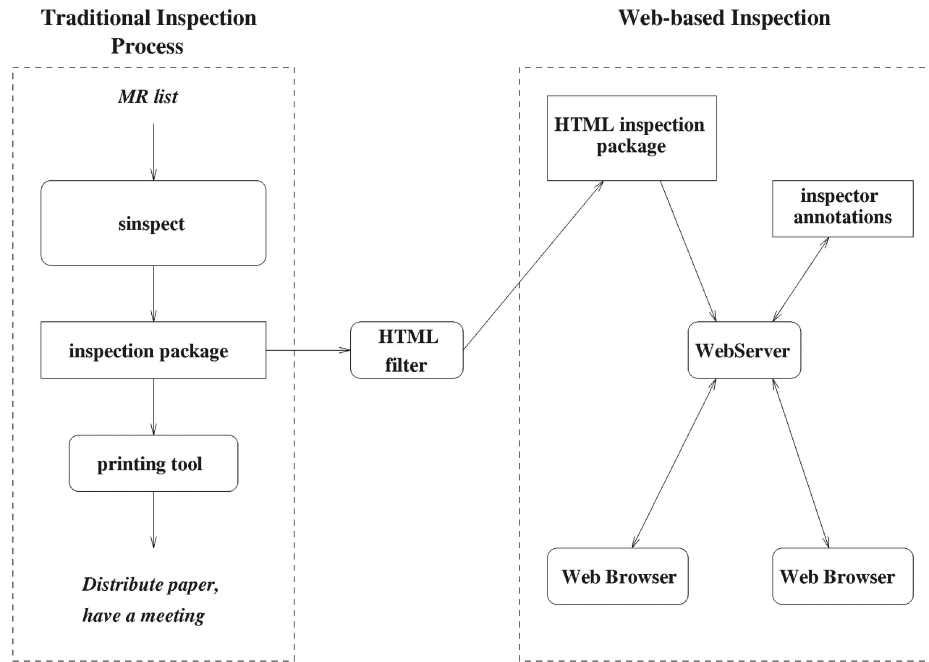 Traditional Inspection
Process
MR list
sinspect
inspection package
printing tool
Distribute paper,
have a meeting
HTML
filter
Web-based Inspection
HTML inspection
package
inspector
annotations
WebServer
Web Browser
Web Browser